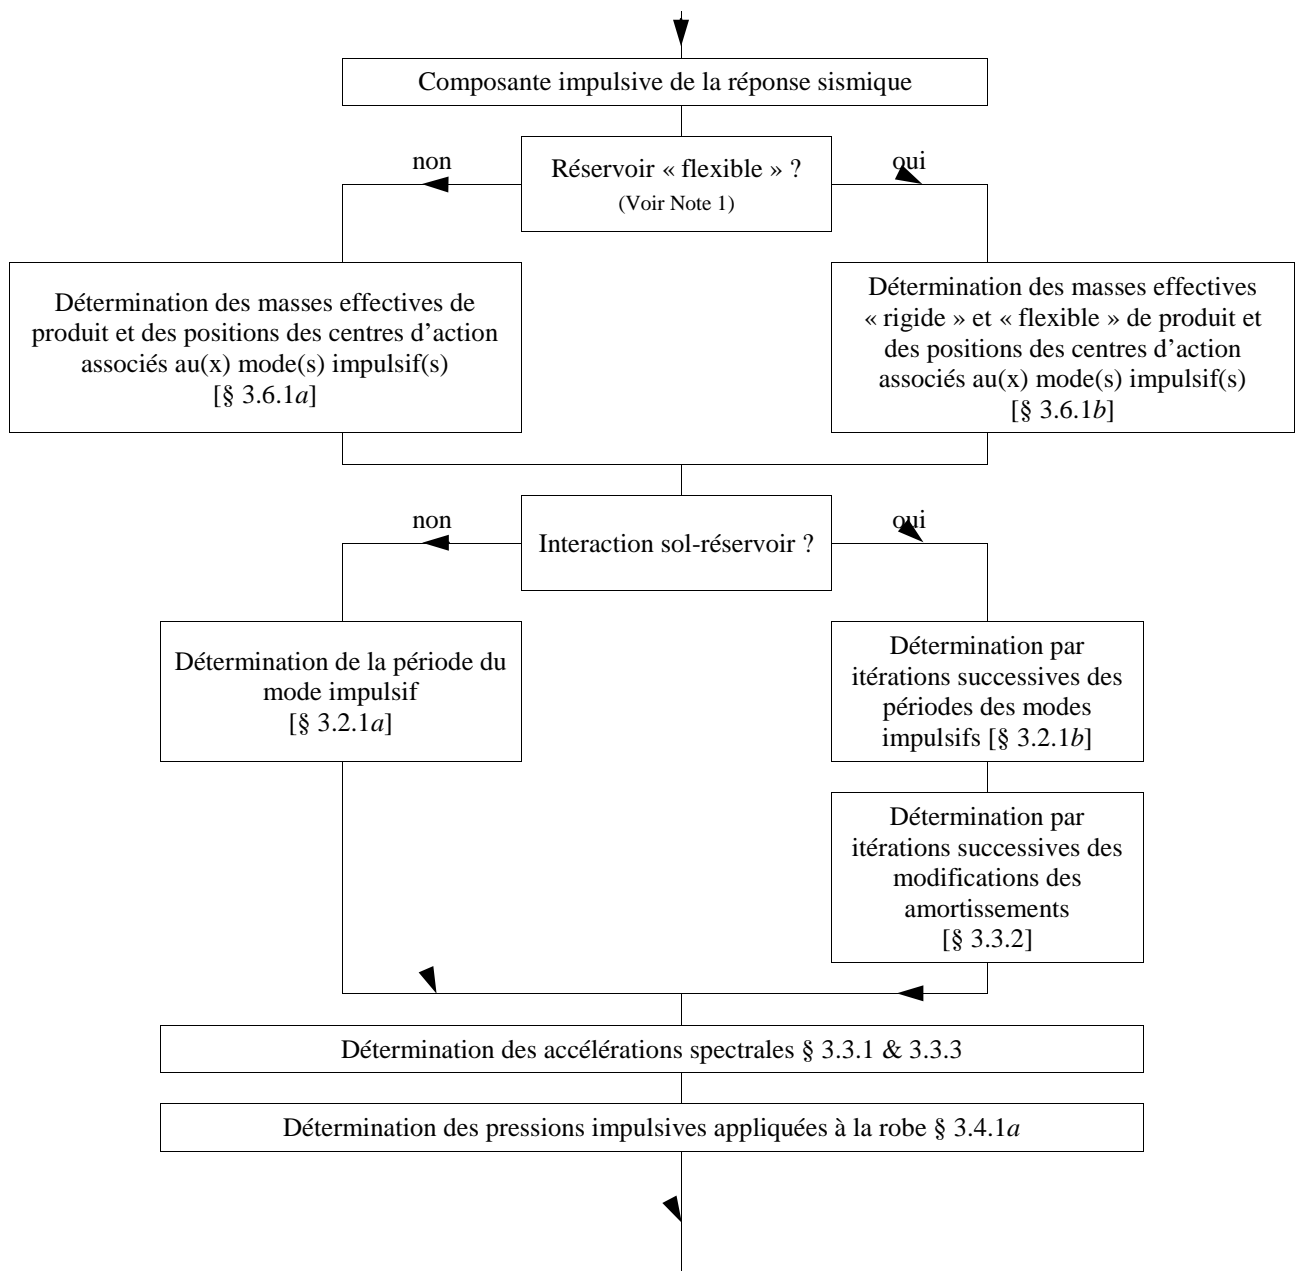 Composante impulsive de la réponse sismique
non
Réservoir « flexible » ?
(Voir Note 1)
oui
Détermination des masses effectives de
produit et des positions des centres d’action
associés au(x) mode(s) impulsif(s)
[§ 3.6.1a]
Détermination des masses effectives
« rigide » et « flexible » de produit et
des positions des centres d’action
associés au(x) mode(s) impulsif(s)
[§ 3.6.1b]
non
Interaction sol-réservoir ?
oui
Détermination de la période du
mode impulsif
[§ 3.2.1a]
Détermination par
itérations successives des
périodes des modes
impulsifs [§ 3.2.1b]
Détermination par
itérations successives des
modifications des
amortissements
[§ 3.3.2]
Détermination des accélérations spectrales § 3.3.1 & 3.3.3
Détermination des pressions impulsives appliquées à la robe § 3.4.1a